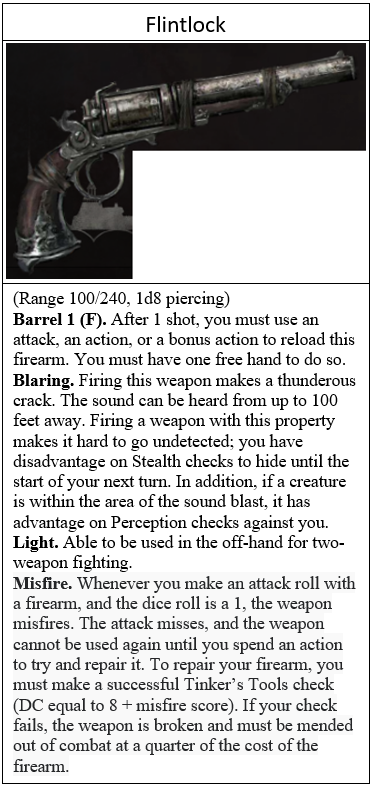 Flintlock
(Range 100/240, 1d8 piercing)
Barrel 1 (F). After 1 shot, you must use an
attack, an action, or a bonus action to reload this
firearm. You must have one free hand to do so.
Blaring. Firing this weapon makes a thunderous
crack. The sound can be heard from up to 100
feet away. Firing a weapon with this property
makes it hard to go undetected; you have
disadvantage on Stealth checks to hide until the
start of your next turn. In addition, if a creature
is within the area of the sound blast, it has
advantage on Perception checks against you.
Light. Able to be used in the off-hand for two-
weapon fighting.
Misfire. Whenever you make an attack roll with
a firearm, and the dice roll is a 1, the weapon
misfires. The attack misses, and the weapon
cannot be used again until you spend an action
to try and repair it. To repair your firearm, you
must make a successful Tinker’s Tools check
(DC equal to 8 + misfire score). If your check
fails, the weapon is broken and must be mended
out of combat at a quarter of the cost of the
firearm.